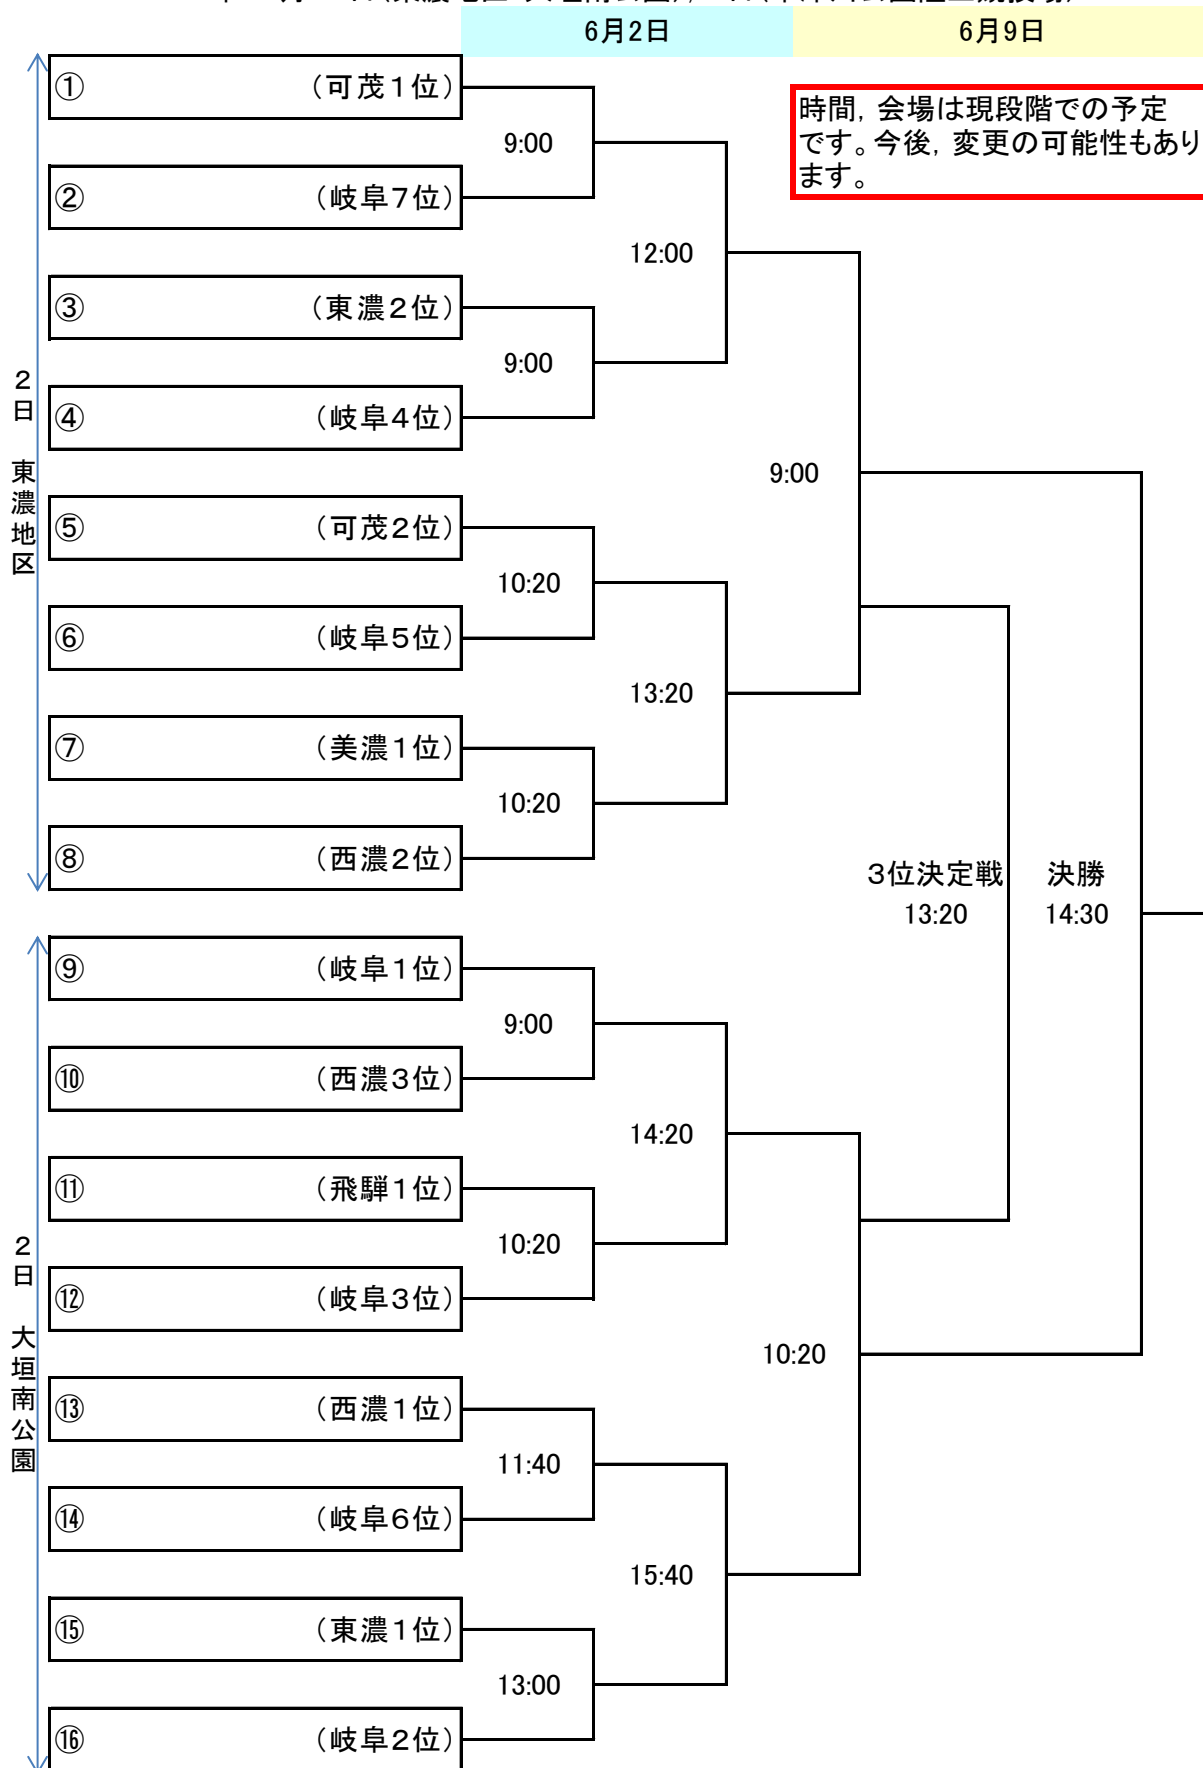 6月2日
6月9日
時間，会場は現段階での予定
です。今後，変更の可能性もあり
ます。
① （可茂１位）
9:00
② （岐阜７位）
12:00
③ （東濃２位）
9:00
④ （岐阜４位）
9:00
⑤ （可茂２位）
10:20
⑥ （岐阜５位）
13:20
⑦ （美濃１位）
10:20
⑧ （西濃２位）
２日　東濃地区
3位決定戦
13:20
決勝
14:30
⑨ （岐阜１位）
9:00
⑩ （西濃３位）
14:20
⑪ （飛騨１位）
10:20
⑫ （岐阜３位）
10:20
⑬ （西濃１位）
11:40
⑭ （岐阜６位）
15:40
⑮ （東濃１位）
13:00
⑯ （岐阜２位）
２日　大垣南公園